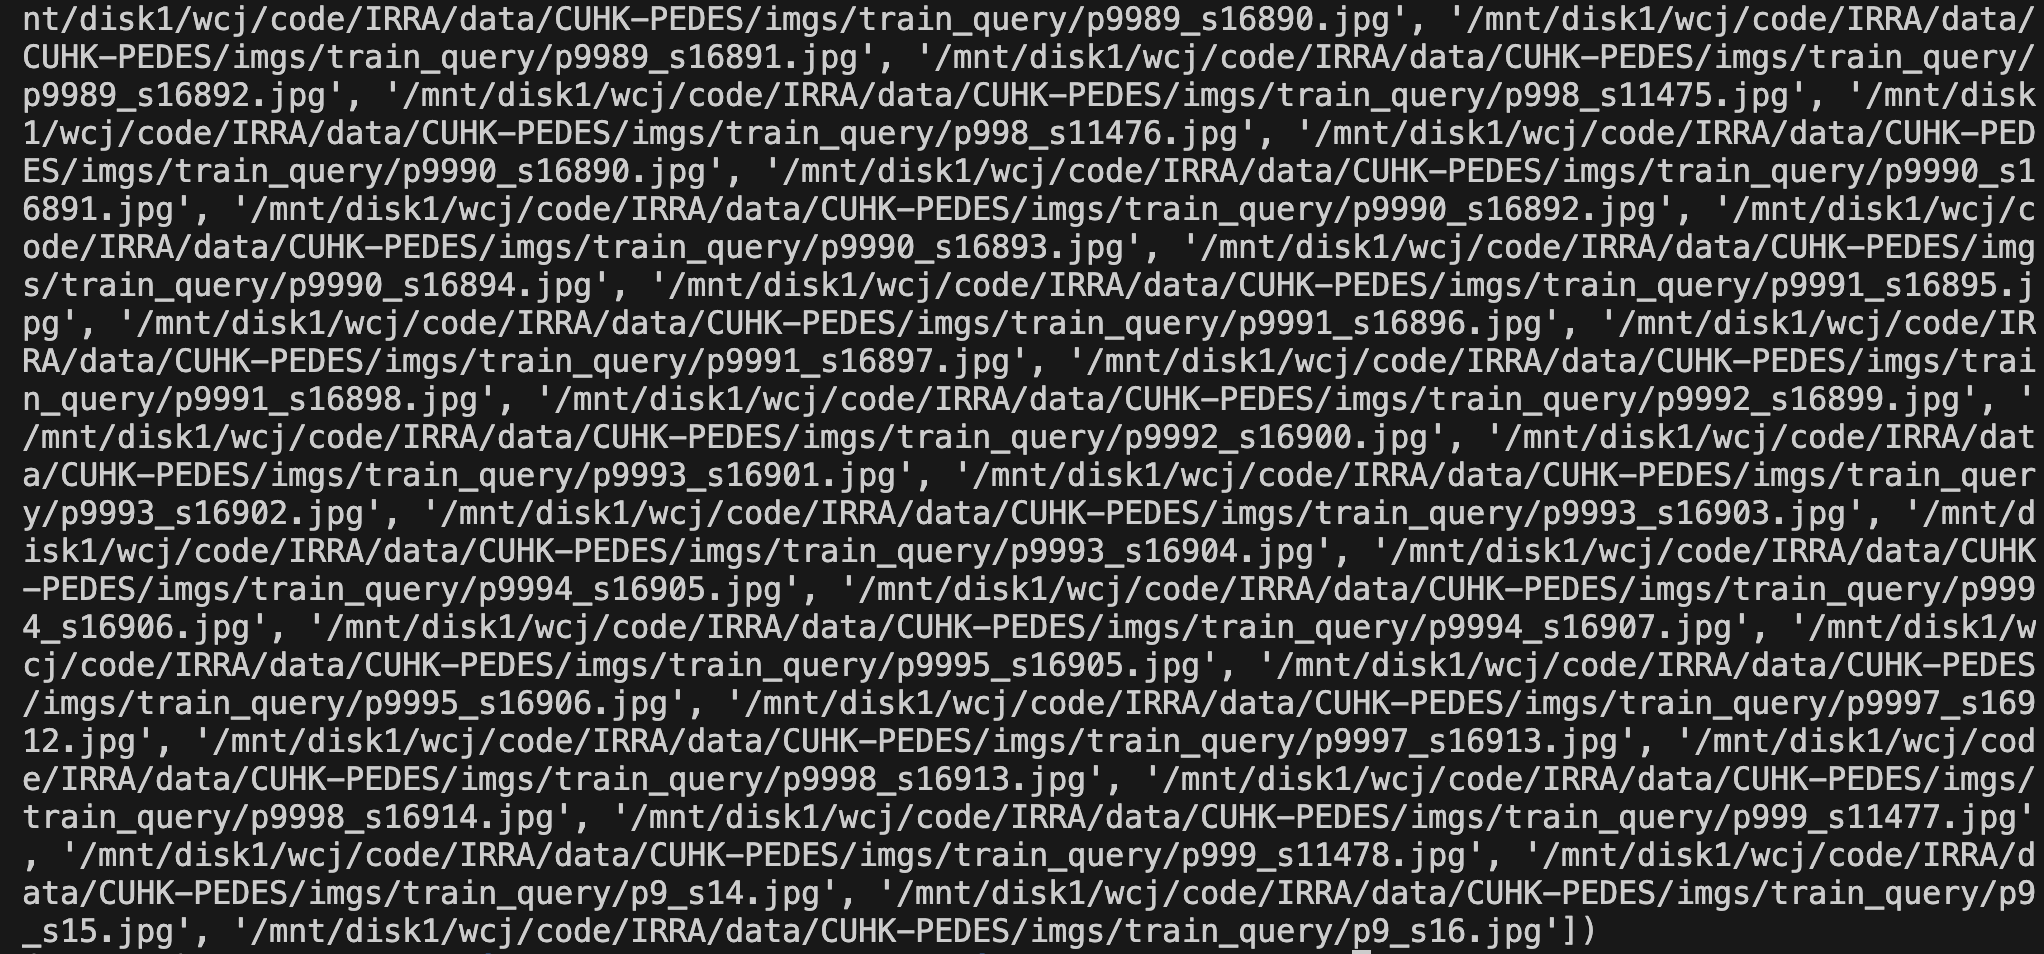 nt/disk1/wcj/code/IRRA/data/CUHK-PEDES/imgs/train_query/p9989_s16890.jpg', '/mnt/disk1/wcj/code/IRRA/data/
CUHK-PEDES/imgs/train_query/p9989_s16891.jpg', '/mnt/disk1/wcj/code/IRRA/data/CUHK-PEDES/imgs/train_query/
p9989_s16892.jpg', '/mnt/disk1/wcj/code/IRRA/data/CUHK-PEDES/imgs/train_query/p998_s11475.jpg', '/mnt/disk
1/wcj/code/IRRA/data/CUHK-PEDES/imgs/train_query/p998_s11476.jpg', '/mnt/disk1/wcj/code/IRRA/data/CUHK-PED
ES/imgs/train_query/p9990_s16890.jpg', '/mnt/disk1/wcj/code/IRRA/data/CUHK-PEDES/imgs/train_query/p9990_s1
6891.jpg', '/mnt/disk1/wcj/code/IRRA/data/CUHK-PEDES/imgs/train_query/p9990_s16892.jpg', '/mnt/disk1/wcj/c
ode/IRRA/data/CUHK-PEDES/imgs/train_query/p9990_s16893.jpg', '/mnt/disk1/wcj/code/IRRA/data/CUHK-PEDES/img
s/train_query/p9990_s16894.jpg', '/mnt/disk1/wcj/code/IRRA/data/CUHK-PEDES/imgs/train_query/p9991_s16895.j
pg', '/mnt/disk1/wcj/code/IRRA/data/CUHK-PEDES/imgs/train_query/p9991_s16896.jpg', '/mnt/disk1/wcj/code/IR
RA/data/CUHK-PEDES/imgs/train_query/p9991_s16897.jpg', '/mnt/disk1/wcj/code/IRRA/data/CUHK-PEDES/imgs/trai
n_query/p9991_s16898.jpg', '/mnt/disk1/wcj/code/IRRA/data/CUHK-PEDES/imgs/train_query/p9992_s16899.jpg', '
/mnt/disk1/wcj/code/IRRA/data/CUHK-PEDES/imgs/train_query/p9992_s16900.jpg', '/mnt/disk1/wcj/code/IRRA/dat
a/CUHK-PEDES/imgs/train_query/p9993_s16901.jpg', '/mnt/disk1/wcj/code/IRRA/data/CUHK-PEDES/imgs/train_quer
y/p9993_s16902.jpg', '/mnt/disk1/wcj/code/IRRA/data/CUHK-PEDES/imgs/train_query/p9993_s16903.jpg', '/mnt/d
isk1/wcj/code/IRRA/data/CUHK-PEDES/imgs/train_query/p9993_s16904.jpg', '/mnt/disk1/wcj/code/IRRA/data/CUHK
-PEDES/imgs/train_query/p9994_s16905.jpg', '/mnt/disk1/wcj/code/IRRA/data/CUHK-PEDES/imgs/train_query/p999
4_s16906.jpg', '/mnt/disk1/wcj/code/IRRA/data/CUHK-PEDES/imgs/train_query/p9994_s16907.jpg', '/mnt/disk1/w
cj/code/IRRA/data/CUHK-PEDES/imgs/train_query/p9995_s16905.jpg', '/mnt/disk1/wcj/code/IRRA/data/CUHK-PEDES
/imgs/train_query/p9995_s16906.jpg', '/mnt/disk1/wcj/code/IRRA/data/CUHK-PEDES/imgs/train_query/p9997_s169
12.jpg', '/mnt/disk1/wcj/code/IRRA/data/CUHK-PEDES/imgs/train_query/p9997_s16913.jpg', '/mnt/disk1/wcj/cod
e/IRRA/data/CUHK-PEDES/imgs/train_query/p9998_s16913.jpg', '/mnt/disk1/wcj/code/IRRA/data/CUHK-PEDES/imgs/
train_query/p9998_s16914.jpg', '/mnt/disk1/wcj/code/IRRA/data/CUHK-PEDES/imgs/train_query/p999_s11477.jpg'
, '/mnt/disk1/wcj/code/IRRA/data/CUHK-PEDES/imgs/train_query/p999_s11478.jpg', '/mnt/disk1/wcj/code/IRRA/d
ata/CUHK-PEDES/imgs/train_query/p9_s14.jpg', '/mnt/disk1/wcj/code/IRRA/data/CUHK-PEDES/imgs/train_query/p9
_s15.jpg', '/mnt/disk1/wcj/code/IRRA/data/CUHK-PEDES/imgs/train_query/p9_s16.jpg'])